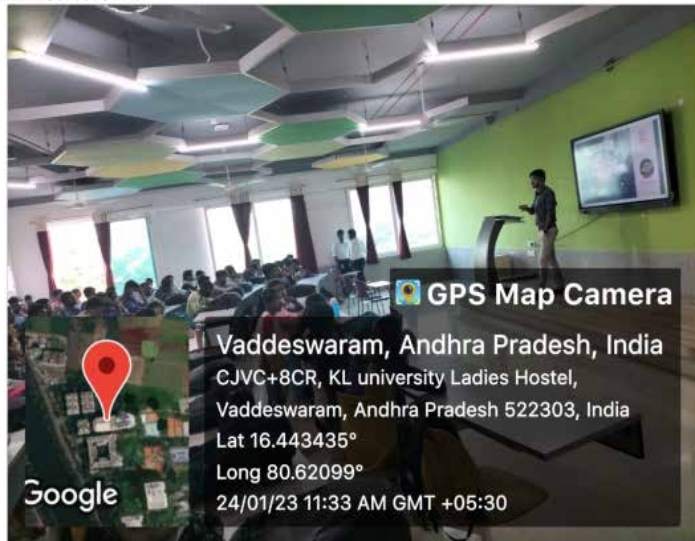 GPS Map Camera
Vaddeswaram, Andhra Pradesh, India
CJVC+8CR, KL university Ladies Hostel,
Vaddeswaram, Andhra Pradesh 522303, India
Lat 16.443435°
Long 80.62099°
24/01/23 11:33 AM GMT +05:30
Google